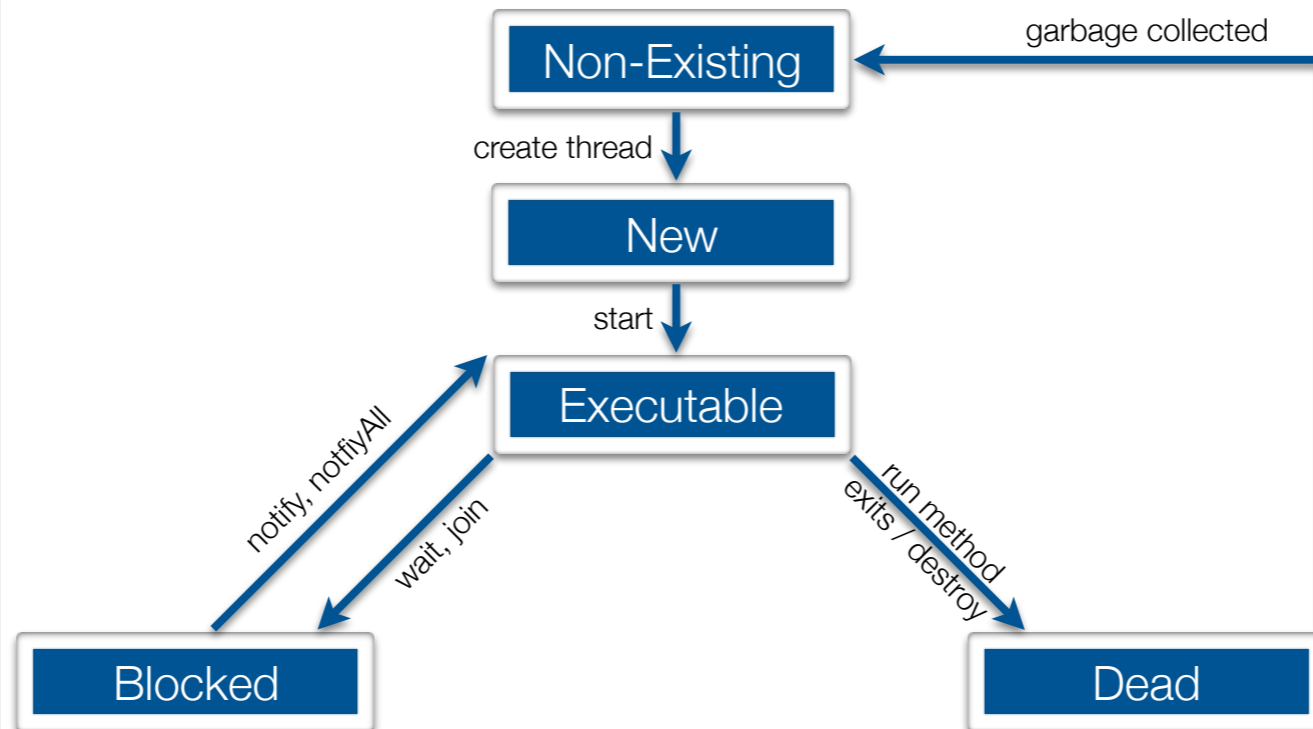 garbage collected
Non-Existing
create thread
New
start
Executable
notify, notfiyAll
wait, join
run method
exits / destroy
Blocked
Dead